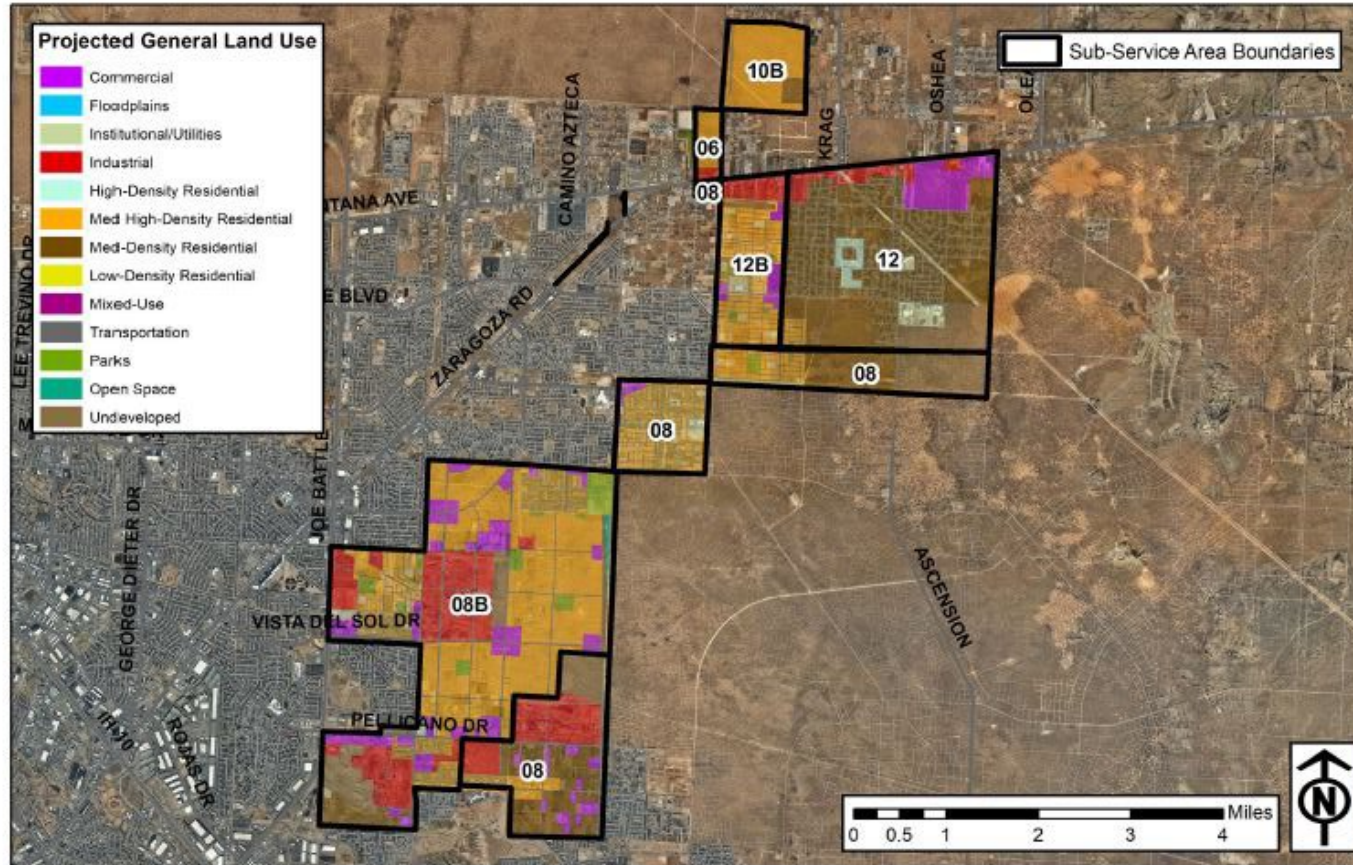 Projected General Land Use
Commercial
Floodplains
Institutional/Utilities
Industrial
High-Density Residential
Med High-Density Residential
Med-Density Residential
Low-Density Residential
Mixed-Use
Transportation
Parks
Open Space
Undeveloped
Sub-Service Area Boundaries
10B
CAMINO AZTECA
KRAG
OSHEA
OLEA
06
08
NTANA AVE
12B
12
LEE TREVINO DR
E BLVD
ZARAGOZA RD
08
08
JOE BATTLE
GEORGE DIETER DR
08B
VISTA DEL SOL DR
ASCENSION
PELLICANO DR
IH-10
ROJAS DR
08
Miles
0 0.5 1 2 3 4
N